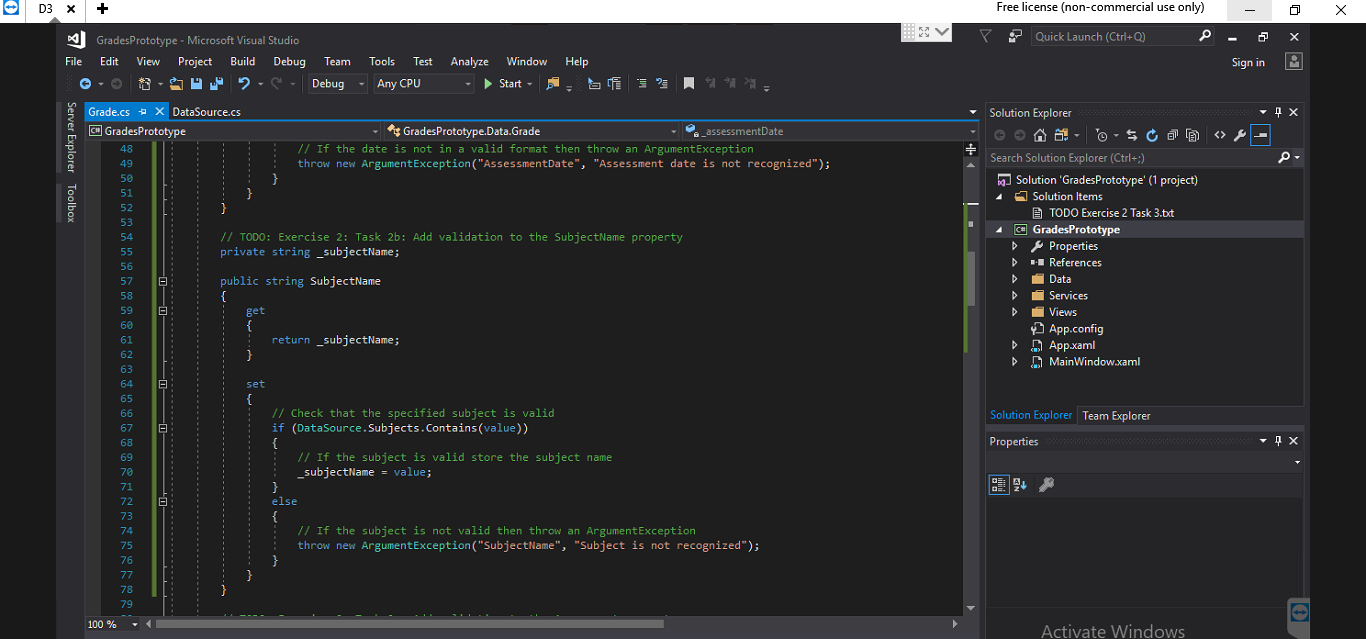 D3
Free license (non-commercial use only)
GradesPrototype - Microsoft Visual Studio
Quick Launch (Ctrl+Q)
File Edit View Project Build Debug Team Tools Test Analyze Window Help
Sign in
Debug Any CPU Start
Server Explorer
Toolbox
Grade.cs DataSource.cs
GradesPrototype GradesPrototype.Data.Grade _assessmentDate
48 // If the date is not in a valid format then throw an ArgumentException
49 throw new ArgumentException("AssessmentDate", "Assessment date is not recognized");
50 }
51 }
52 }
53
54 // TODO: Exercise 2: Task 2b: Add validation to the SubjectName property
55 private string _subjectName;
56
57 public string SubjectName
58 {
59 get
60 {
61 return _subjectName;
62 }
63
64 set
65 {
66 // Check that the specified subject is valid
67 if (DataSource.Subjects.Contains(value))
68 {
69 // If the subject is valid store the subject name
70 _subjectName = value;
71 }
72 else
73 {
74 // If the subject is not valid then throw an ArgumentException
75 throw new ArgumentException("SubjectName", "Subject is not recognized");
76 }
77 }
78 }
79
100 %
Solution Explorer
Search Solution Explorer (Ctrl+;)
Solution 'GradesPrototype' (1 project)
Solution Items
TODO Exercise 2 Task 3.txt
GradesPrototype
Properties
References
Data
Services
Views
App.config
App.xaml
MainWindow.xaml
Solution Explorer Team Explorer
Properties
Activate Windows